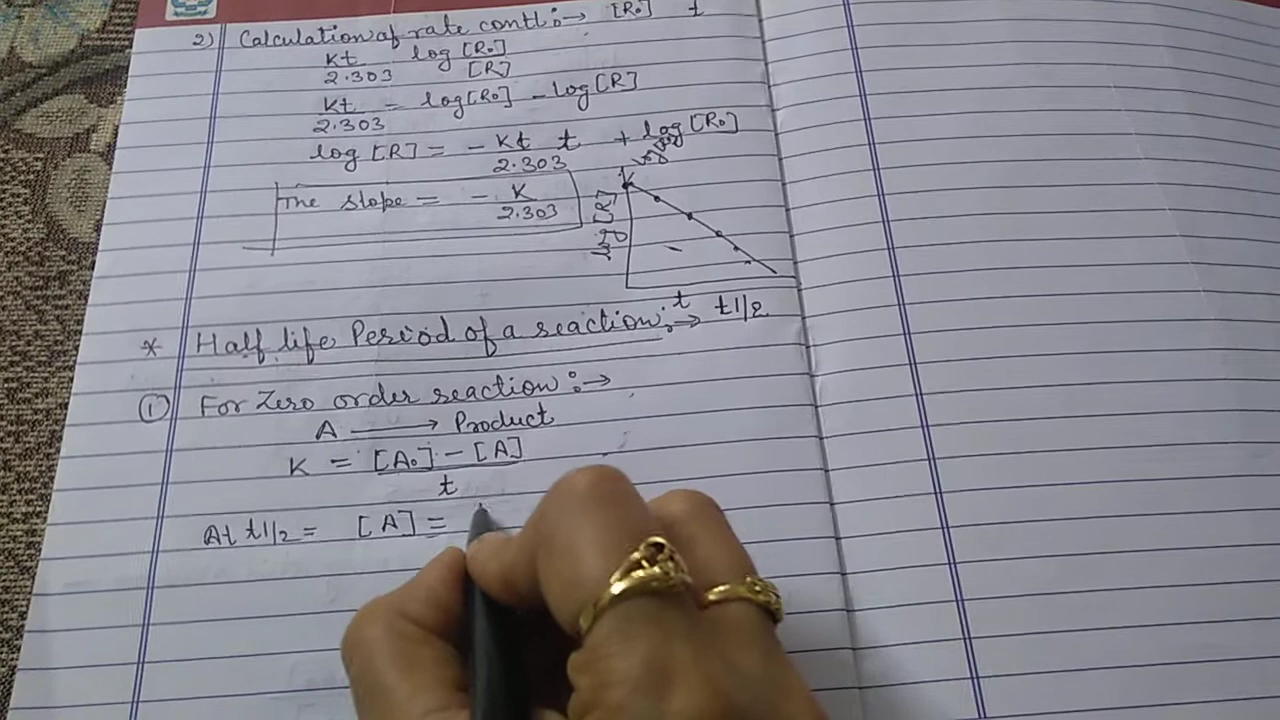 2) Calculation of rate contt :→ [R₀] t
Kt log [R₀]
2.303 [R]
Kt = log[R₀] - log[R]
2.303
log [R] = - Kt t + log [R₀]
2.303
The slope = - K
2.303
log [R]
t
* Half life Period of a reaction :→ t1/2
① For Zero order reaction :→
A ⟶ Product
K = [A₀] - [A]
t
At t1/2 = [A] =